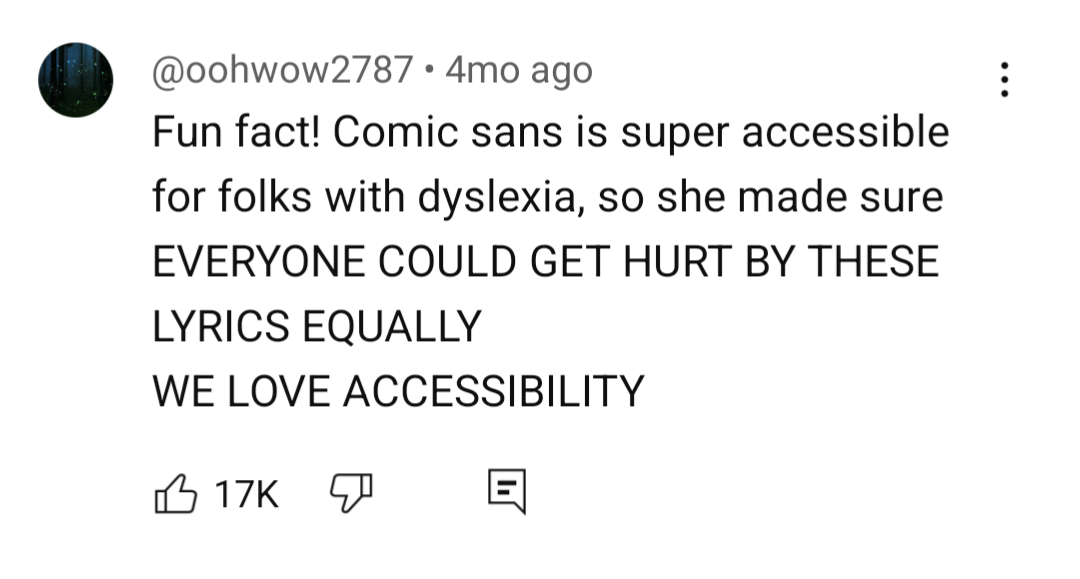 @oohwow2787 • 4mo ago
Fun fact! Comic sans is super accessible
for folks with dyslexia, so she made sure
EVERYONE COULD GET HURT BY THESE
LYRICS EQUALLY
WE LOVE ACCESSIBILITY
17K